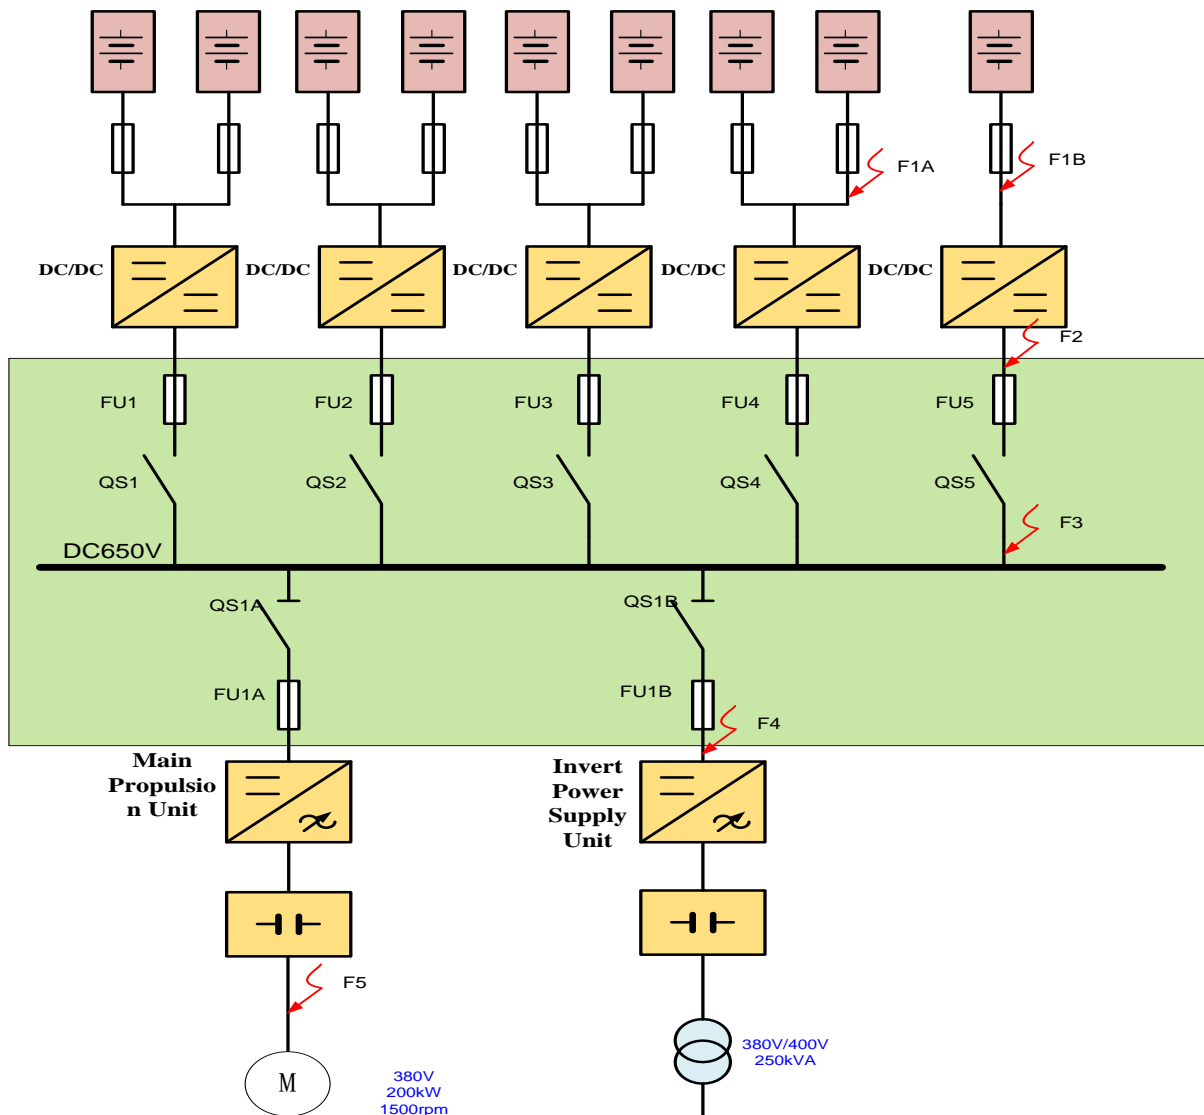 F1A
F1B
DC/DC
DC/DC
DC/DC
DC/DC
DC/DC
F2
FU1
FU2
FU3
FU4
FU5
QS1
QS2
QS3
QS4
QS5
F3
DC650V
QS1A
QS1B
FU1A
FU1B
F4
Main
Propulsio
n Unit
Invert
Power
Supply
Unit
F5
M
380V
200kW
1500rpm
380V/400V
250kVA